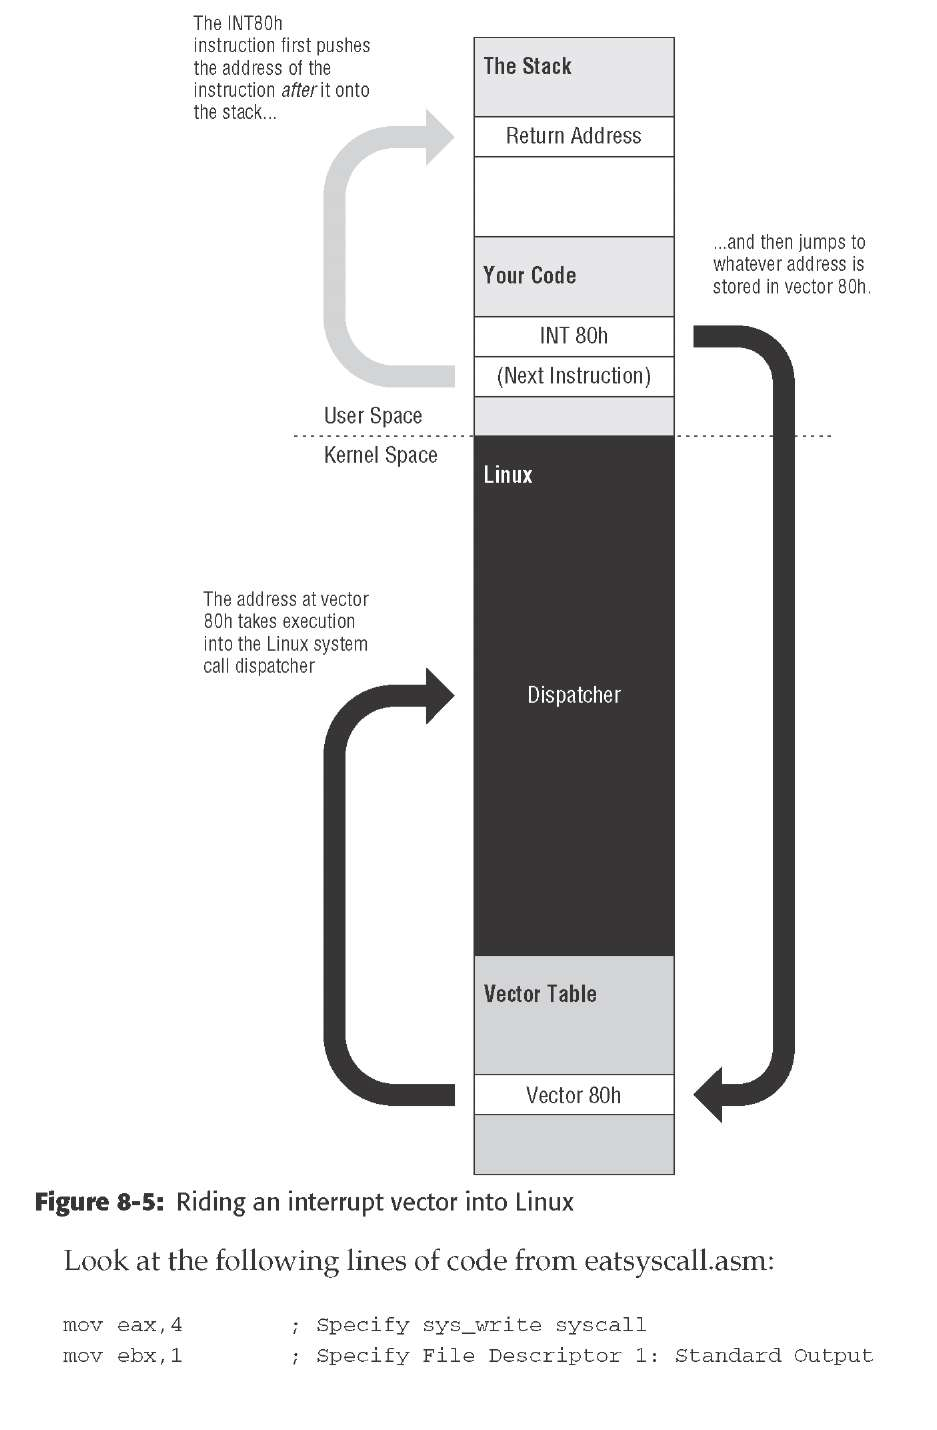 The INT80h
instruction first pushes
the address of the
instruction after it onto
the stack...
The Stack
Return Address
...and then jumps to
whatever address is
stored in vector 80h.
Your Code
INT 80h
(Next Instruction)
User Space
Kernel Space
Linux
The address at vector
80h takes execution
into the Linux system
call dispatcher
Dispatcher
Vector Table
Vector 80h
Figure 8-5: Riding an interrupt vector into Linux
Look at the following lines of code from eatsyscall.asm:
mov eax,4 ; Specify sys_write syscall
mov ebx,1 ; Specify File Descriptor 1: Standard Output